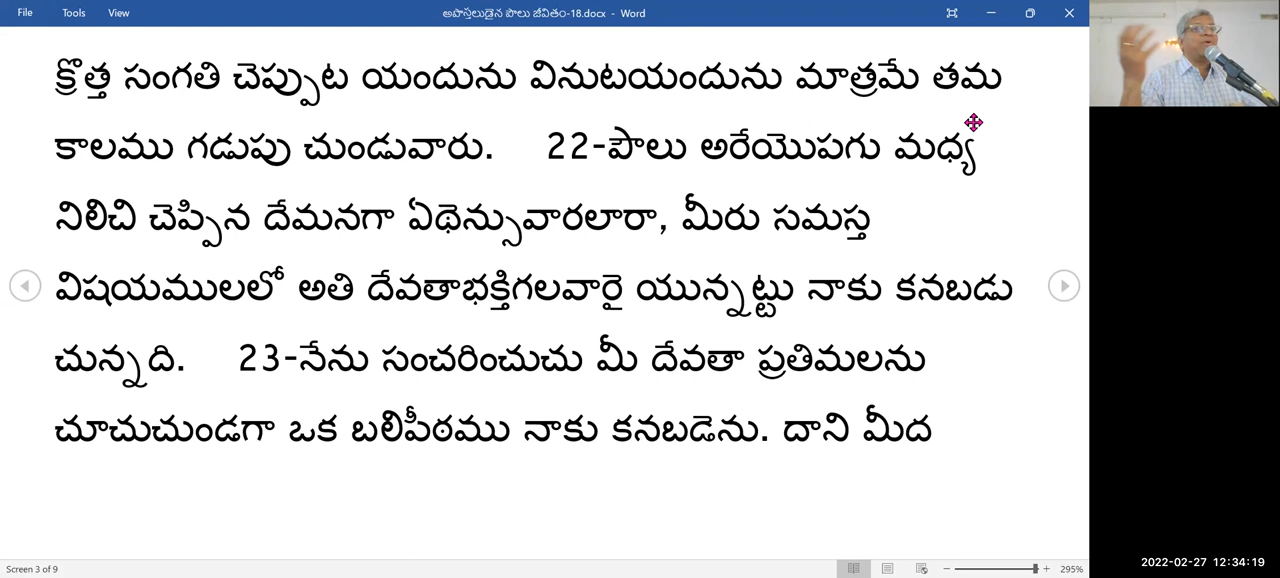 File Tools View అపొస్తలుడైన పౌలు జీవితం-18.docx - Word
క్రొత్త సంగతి చెప్పుట యందును వినుటయందును మాత్రమే తమ
కాలము గడుపు చుండువారు. 22-పౌలు అరేయొపగు మధ్య
నిలిచి చెప్పిన దేమనగా ఏథెన్సువారలారా, మీరు సమస్త
విషయములలో అతి దేవతాభక్తిగలవారై యున్నట్టు నాకు కనబడు
చున్నది. 23-నేను సంచరించుచు మీ దేవతా ప్రతిమలను
చూచుచుండగా ఒక బలిపీఠము నాకు కనబడెను. దాని మీద
Screen 3 of 9 295%
2022-02-27 12:34:19